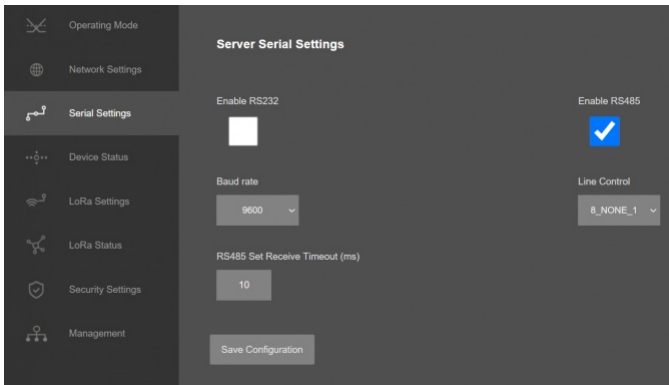 Operating Mode
Network Settings
Serial Settings
Device Status
LoRa Settings
LoRa Status
Security Settings
Management
Server Serial Settings
Enable RS232
Enable RS485
Baud rate
Line Control
9600
8_NONE_1
RS485 Set Receive Timeout (ms)
10
Save Configuration